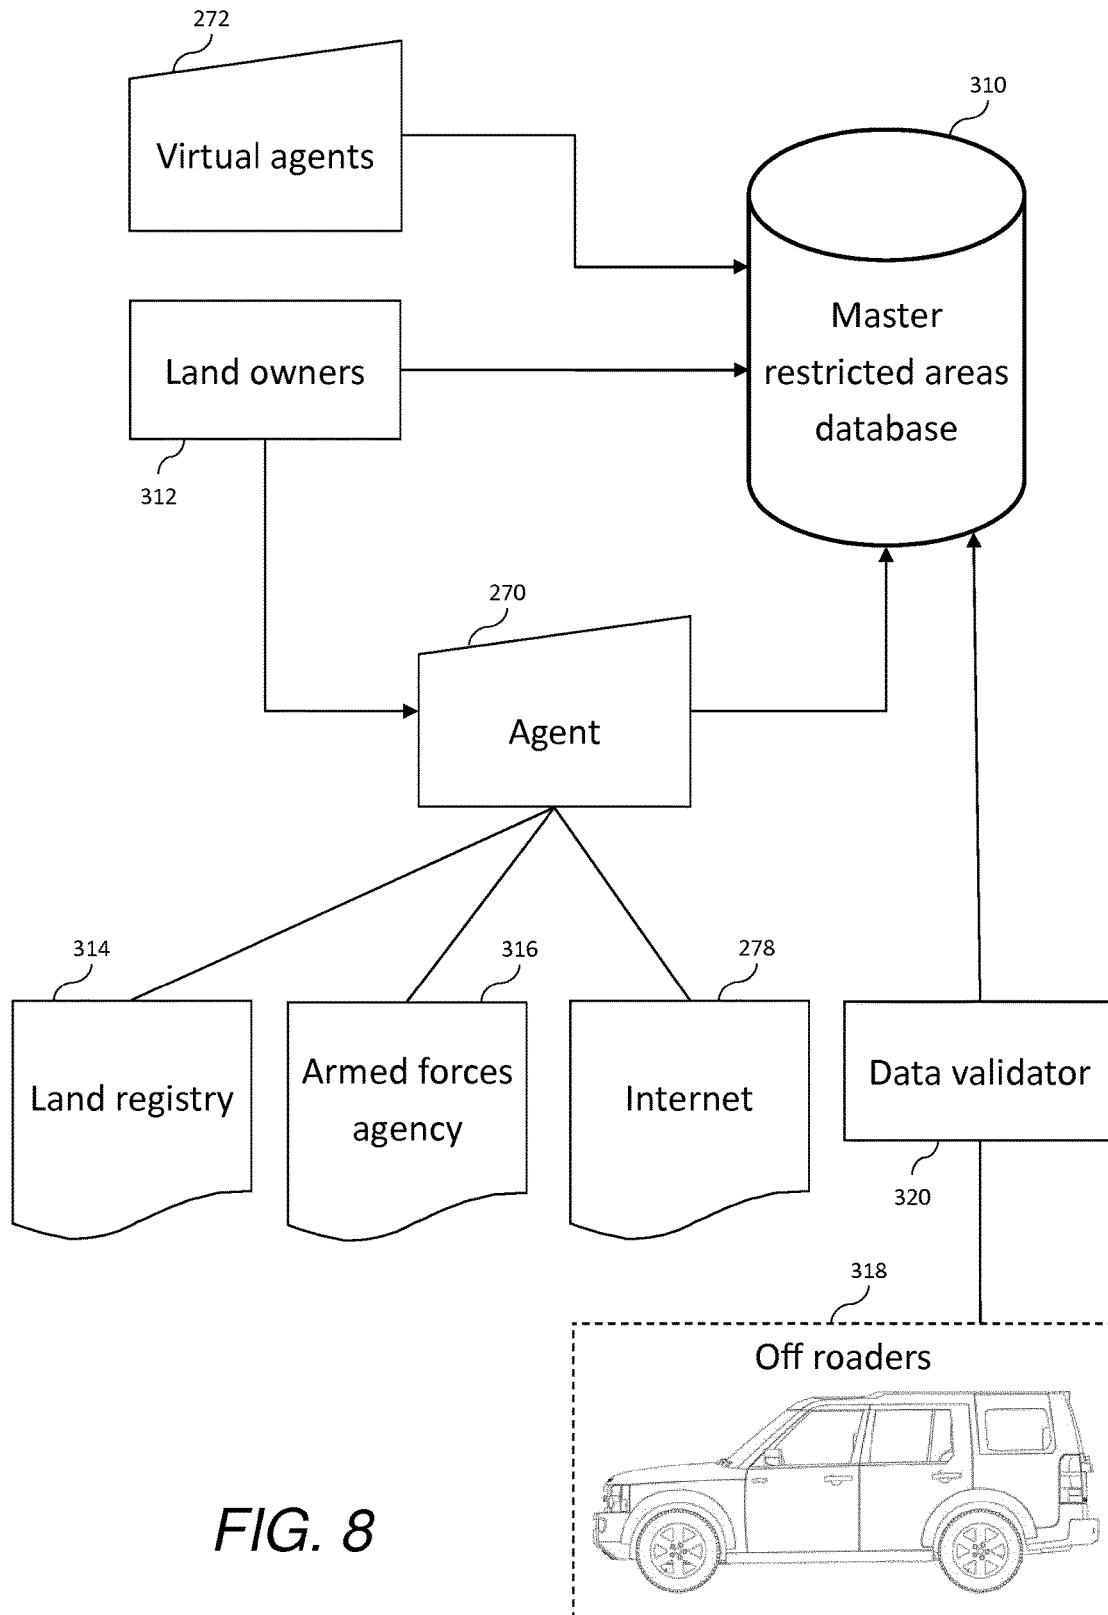 272
Virtual agents
310
Master
restricted areas
database
Land owners
312
270
Agent
314
Land registry
316
Armed forces
agency
278
Internet
Data validator
320
318
Off roaders
FIG. 8